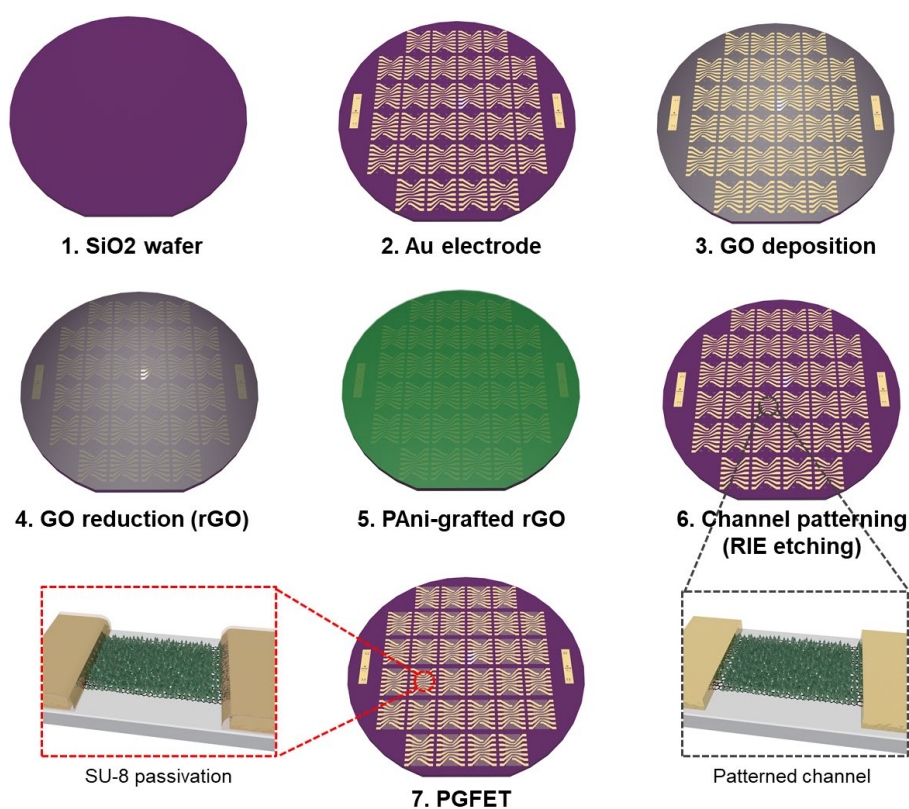 1. SiO2 wafer
2. Au electrode
3. GO deposition
4. GO reduction (rGO)
5. PAni-grafted rGO
6. Channel patterning
(RIE etching)
SU-8 passivation
7. PGFET
Patterned channel